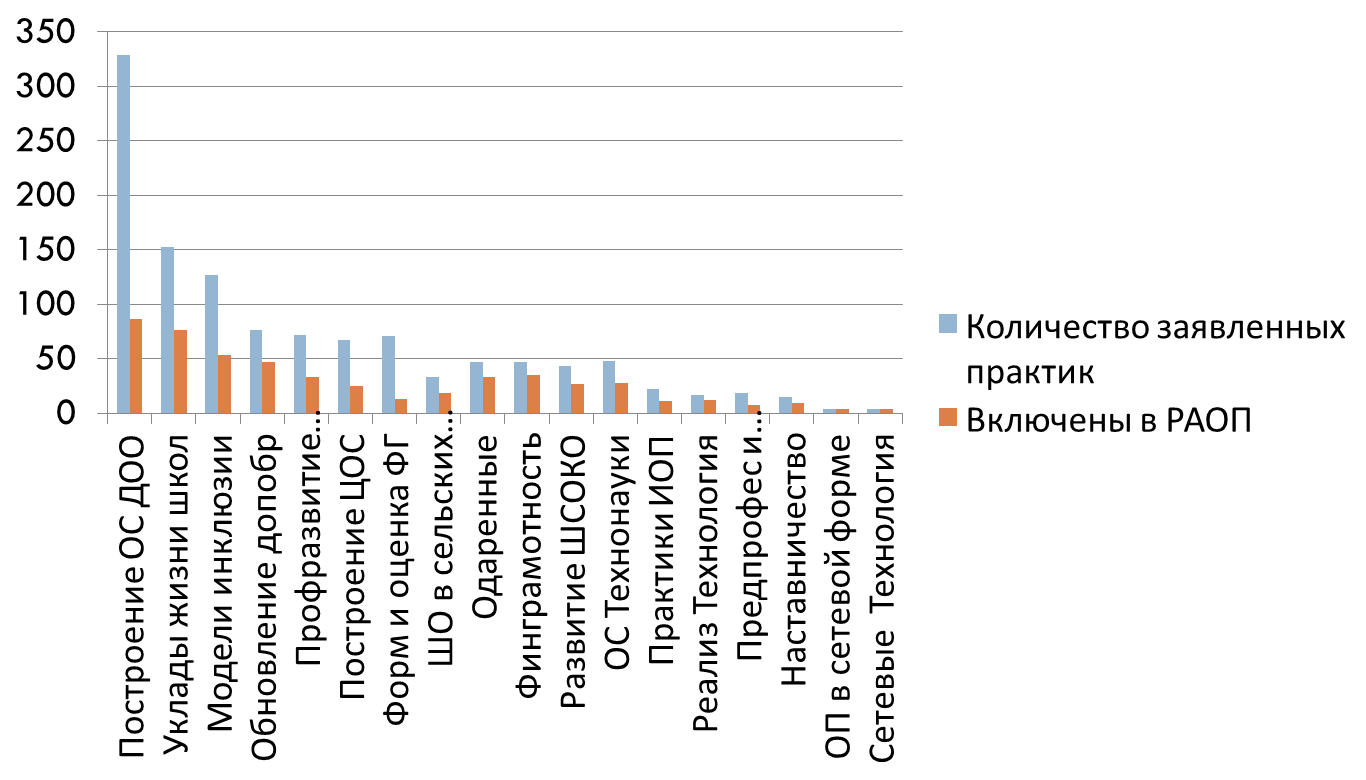 350
300
250
200
150
100
50
0
Построение ОС ДОО
Уклады жизни школ
Модели инклюзии
Обновление допобр
Профразвитие...
Построение ЦОС
Форм и оценка ФГ
ШО в сельских...
Одаренные
Финграмотность
Развитие ШСОКО
ОС Технонауки
Практики ИОП
Реализ Технология
Предпрофес и...
Наставничество
ОП в сетевой форме
Сетевые Технология
Количество заявленных
практик
Включены в РАОП